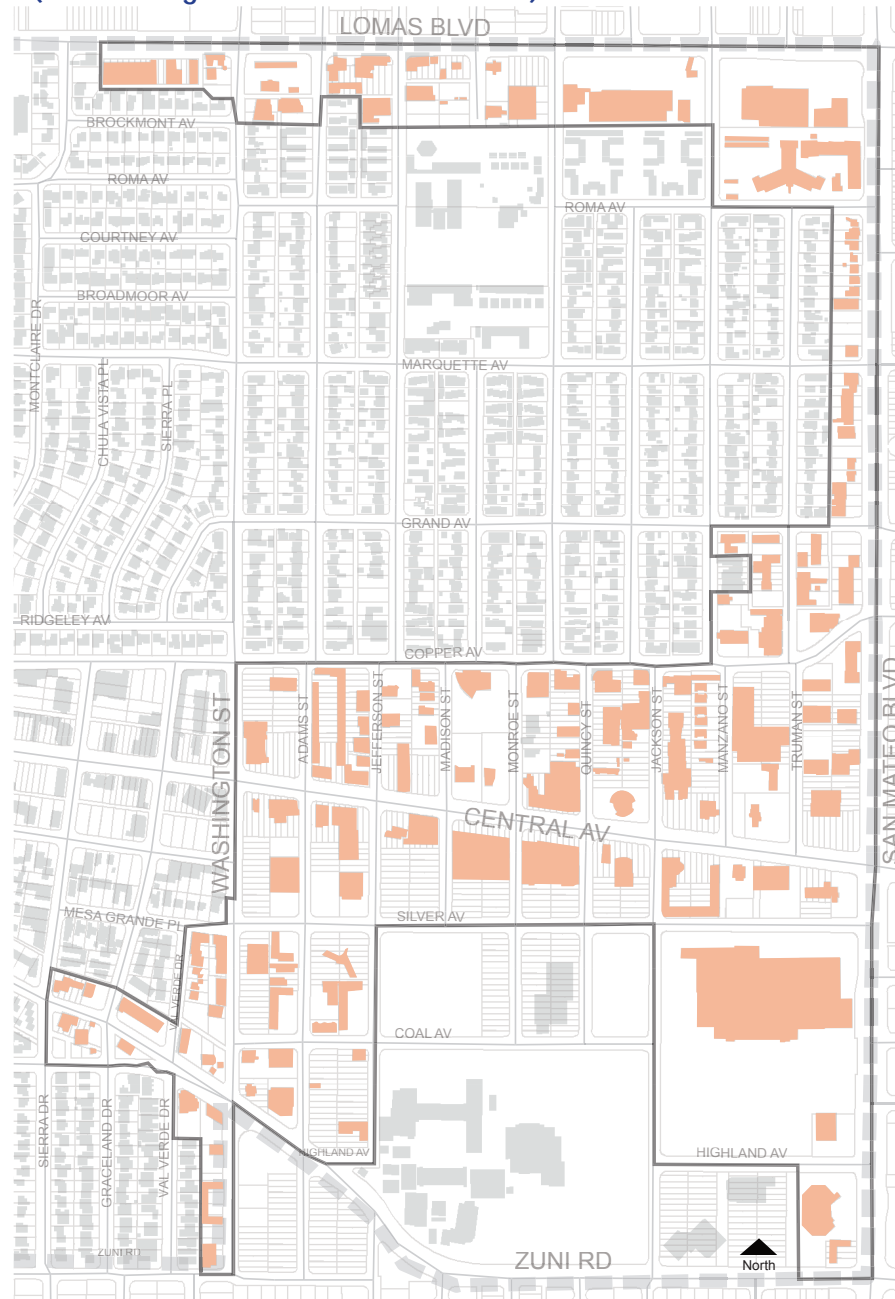 LOMAS BLVD
BROCKMONT AV
ROMA AV
ROMA AV
COURTNEY AV
BROADMOOR AV
MONTCLAIRE DR
CHULA VISTA PL
SIERRA PL
MARQUETTE AV
GRAND AV
RIDGELEY AV
COPPER AV
WASHINGTON ST
ADAMS ST
JEFFERSON ST
MADISON ST
MONROE ST
QUINCY ST
JACKSON ST
MANZANO ST
TRUMAN ST
SAN MATEO BLVD
CENTRAL AV
MESA GRANDE PL
SILVER AV
VAL VERDE DR
COAL AV
SIERRA DR
GRACELAND DR
VAL VERDE DR
HIGHLAND AV
HIGHLAND AV
ZUNI RD
ZUNI RD
North